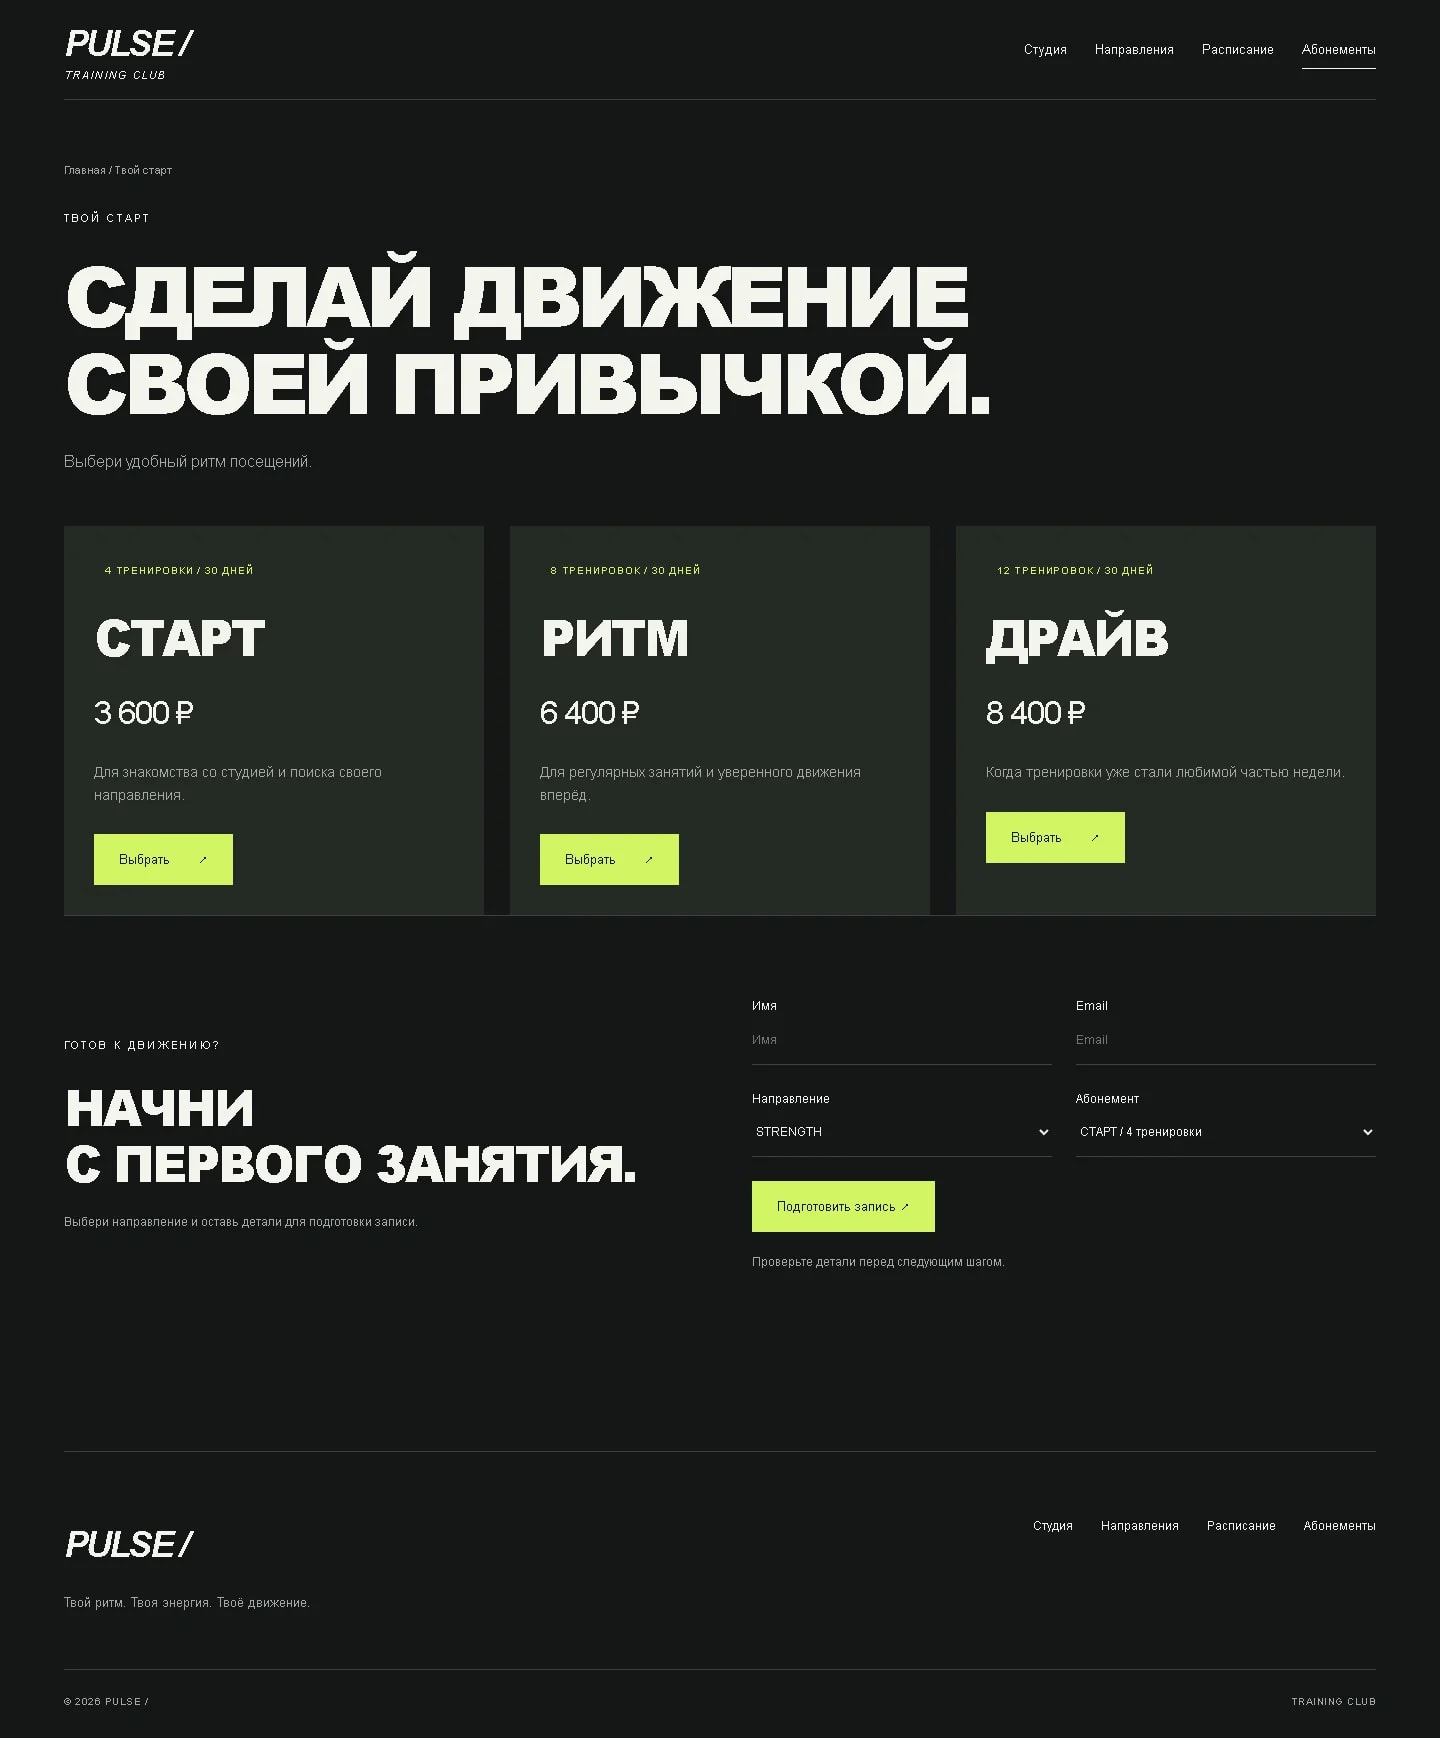 PULSE /
TRAINING CLUB
Студия
Направления
Расписание
Абонементы
Главная / Твой старт
ТВОЙ СТАРТ
СДЕЛАЙ ДВИЖЕНИЕ
СВОЕЙ ПРИВЫЧКОЙ.
Выбери удобный ритм посещений.
4 ТРЕНИРОВКИ / 30 ДНЕЙ
СТАРТ
3 600 ₽
Для знакомства со студией и поиска своего
направления.
Выбрать ↗
8 ТРЕНИРОВОК / 30 ДНЕЙ
РИТМ
6 400 ₽
Для регулярных занятий и уверенного движения
вперёд.
Выбрать ↗
12 ТРЕНИРОВОК / 30 ДНЕЙ
ДРАЙВ
8 400 ₽
Когда тренировки уже стали любимой частью недели.
Выбрать ↗
ГОТОВ К ДВИЖЕНИЮ?
НАЧНИ
С ПЕРВОГО ЗАНЯТИЯ.
Выбери направление и оставь детали для подготовки записи.
Имя
Имя
Email
Email
Направление
STRENGTH
Абонемент
СТАРТ / 4 тренировки
Подготовить запись ↗
Проверьте детали перед следующим шагом.
PULSE /
Твой ритм. Твоя энергия. Твоё движение.
Студия
Направления
Расписание
Абонементы
© 2026 PULSE /
TRAINING CLUB